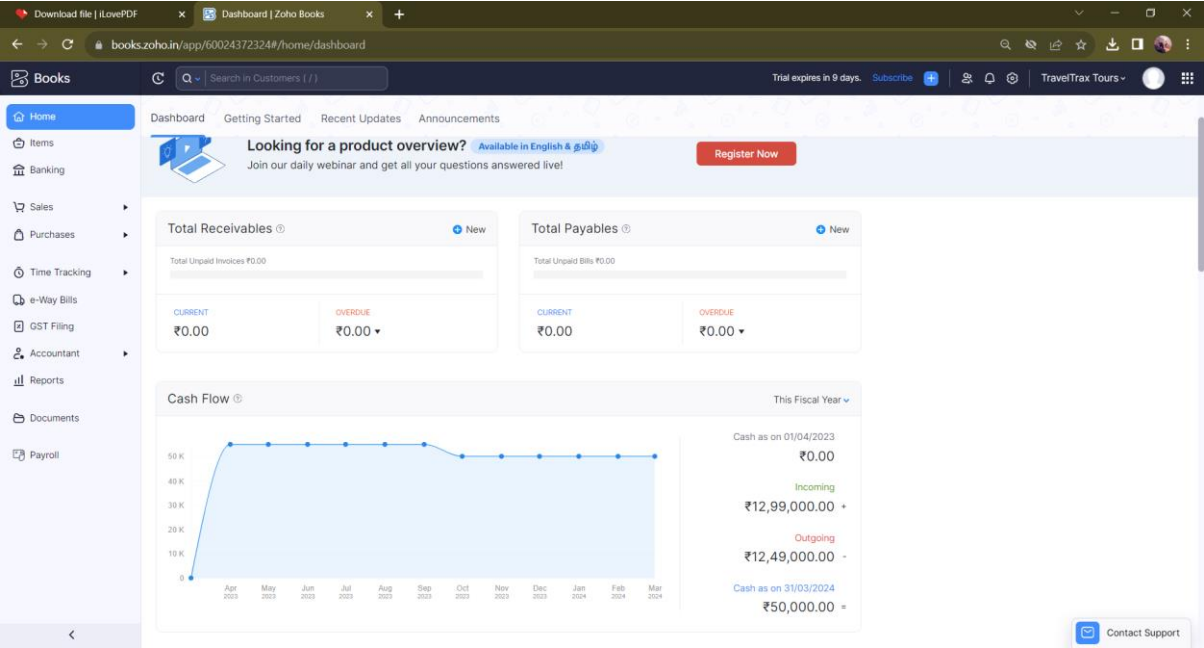 Download file | iLovePDF
Dashboard | Zoho Books
books.zoho.in/app/60024372324#/home/dashboard
Books
Search in Customers ( / )
Trial expires in 9 days. Subscribe
TravelTrax Tours
Home
Items
Banking
Sales
Purchases
Time Tracking
e-Way Bills
GST Filing
Accountant
Reports
Documents
Payroll
Dashboard Getting Started Recent Updates Announcements
Looking for a product overview? Available in English & தமிழ்
Join our daily webinar and get all your questions answered live!
Register Now
Total Receivables
New
Total Unpaid Invoices ₹0.00
CURRENT
₹0.00
OVERDUE
₹0.00
Total Payables
New
Total Unpaid Bills ₹0.00
CURRENT
₹0.00
OVERDUE
₹0.00
Cash Flow
This Fiscal Year
50 K
40 K
30 K
20 K
10 K
0
Apr May Jun Jul Aug Sep Oct Nov Dec Jan Feb Mar
2023 2023 2023 2023 2023 2023 2023 2023 2023 2024 2024 2024
Cash as on 01/04/2023
₹0.00
Incoming
₹12,99,000.00 +
Outgoing
₹12,49,000.00 -
Cash as on 31/03/2024
₹50,000.00 =
Contact Support